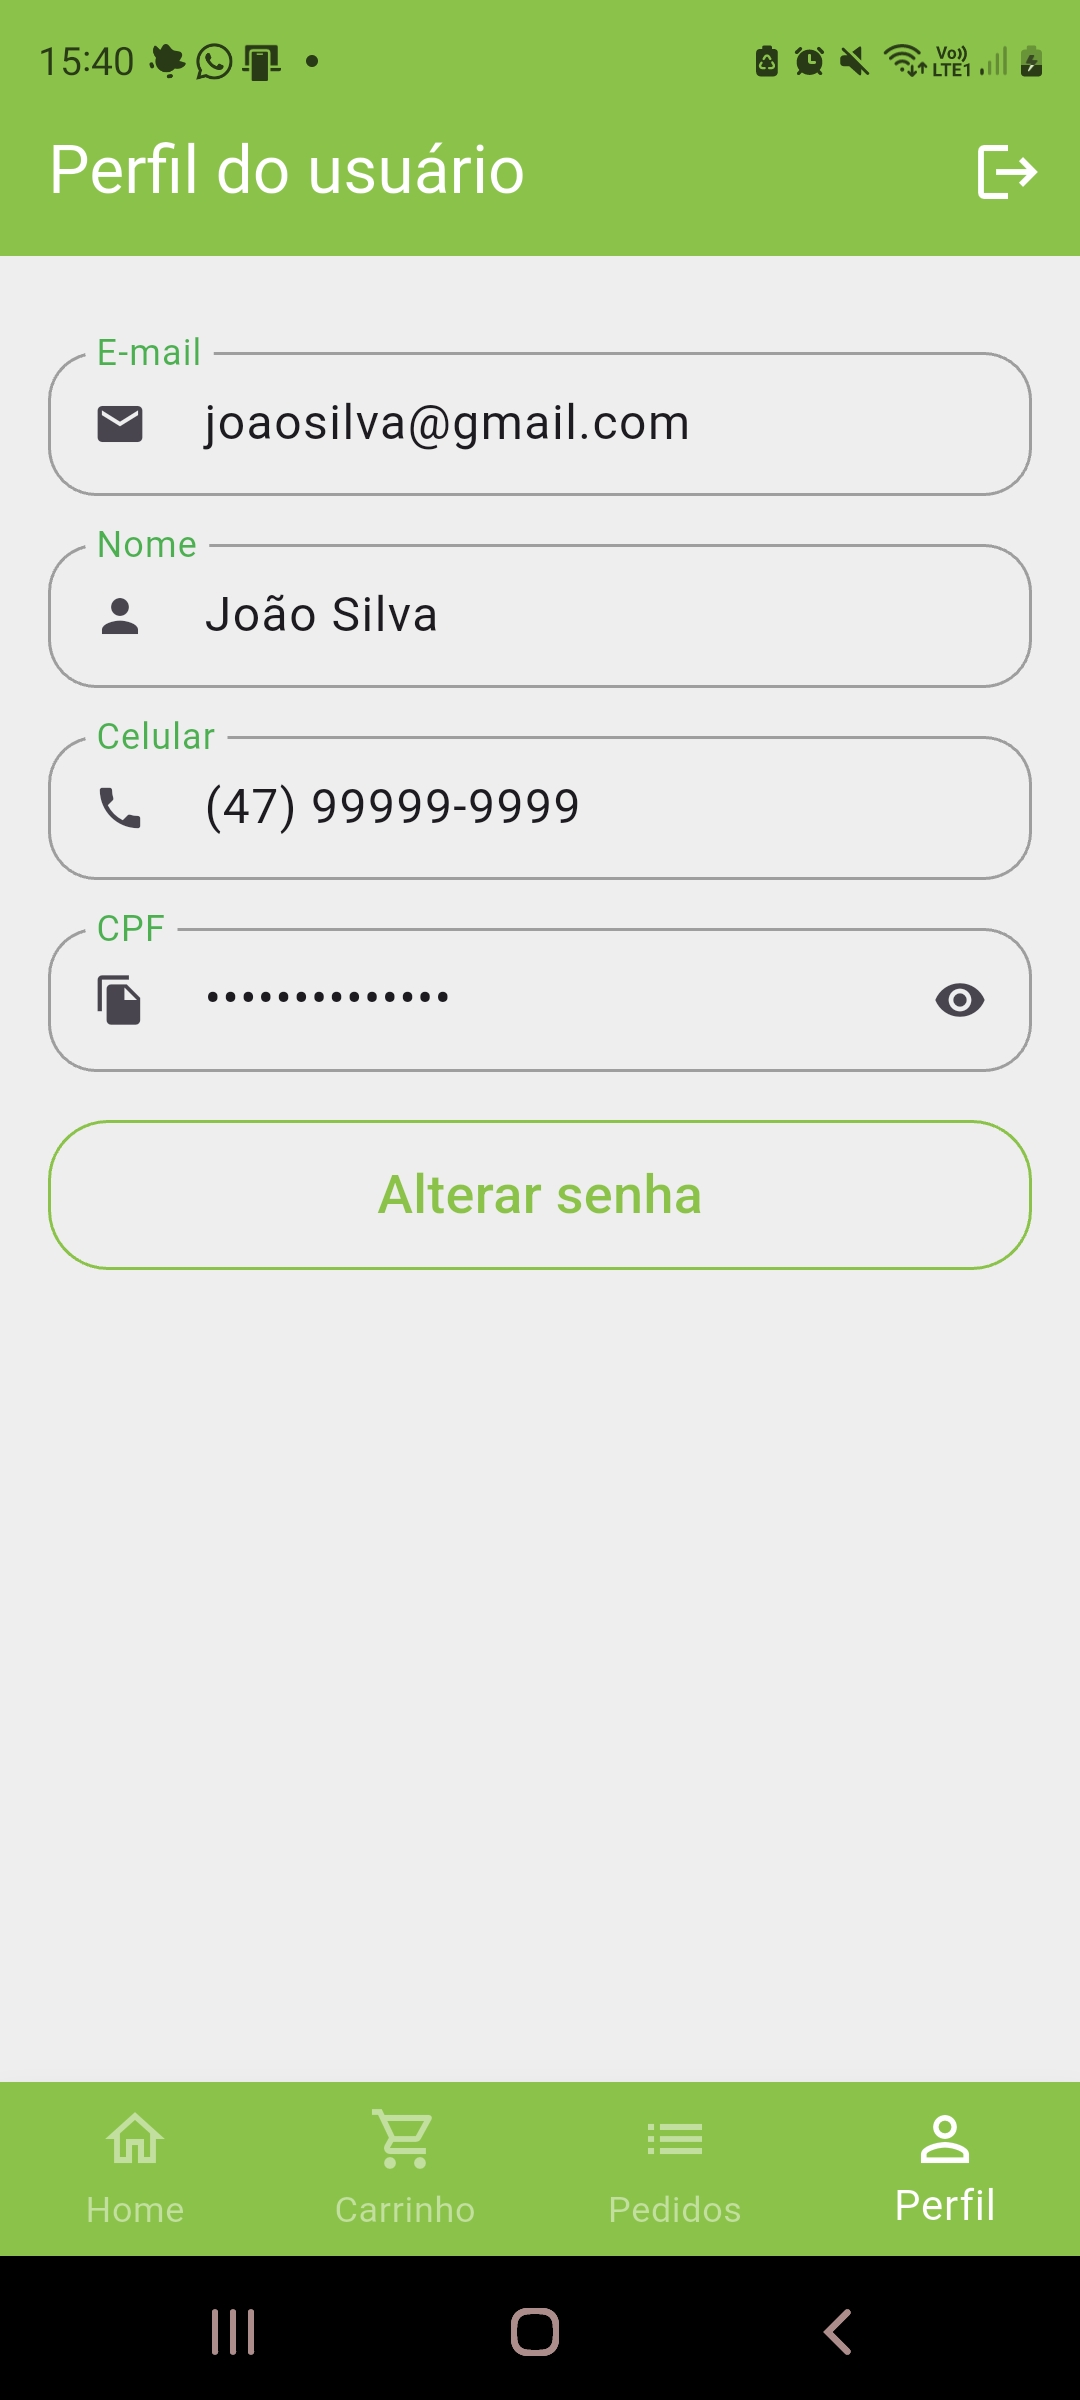 15:40
Vo)) LTE1
Perfil do usuário
E-mail
joaosilva@gmail.com
Nome
João Silva
Celular
(47) 99999-9999
CPF
••••••••••••••
Alterar senha
Home Carrinho Pedidos Perfil